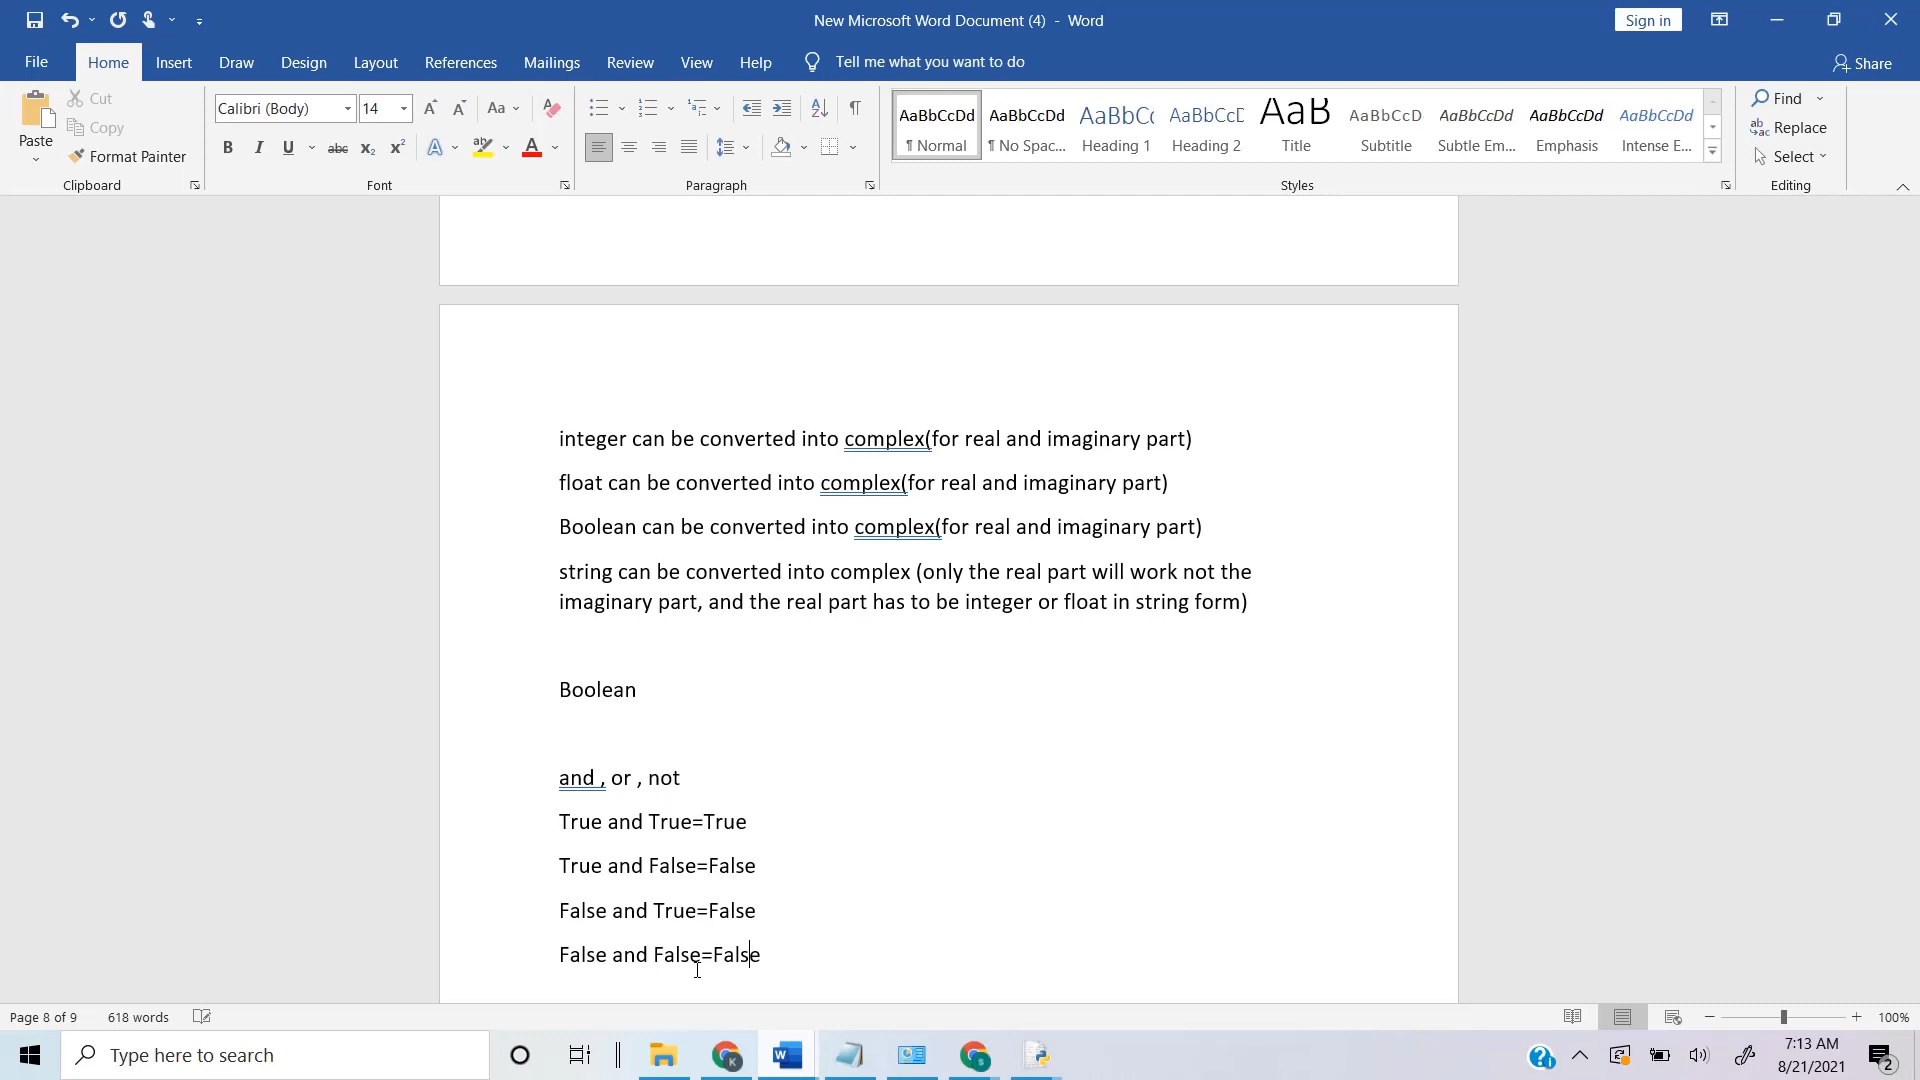 New Microsoft Word Document (4) - Word
Sign in
File Home Insert Draw Design Layout References Mailings Review View Help Tell me what you want to do Share
Paste
Cut
Copy
Format Painter
Clipboard
Calibri (Body) 14 Aa
B I U abc x₂ x² A ab A
Font
Paragraph
AaBbCcDd AaBbCcDd AaBbCc AaBbCcD AaB AaBbCcD AaBbCcDd AaBbCcDd AaBbCcDd
¶ Normal ¶ No Spac... Heading 1 Heading 2 Title Subtitle Subtle Em... Emphasis Intense E...
Styles
Find
Replace
Select
Editing
integer can be converted into complex(for real and imaginary part)
float can be converted into complex(for real and imaginary part)
Boolean can be converted into complex(for real and imaginary part)
string can be converted into complex (only the real part will work not the
imaginary part, and the real part has to be integer or float in string form)
Boolean
and , or , not
True and True=True
True and False=False
False and True=False
False and False=False
Page 8 of 9 618 words 100%
Type here to search
7:13 AM
8/21/2021
2